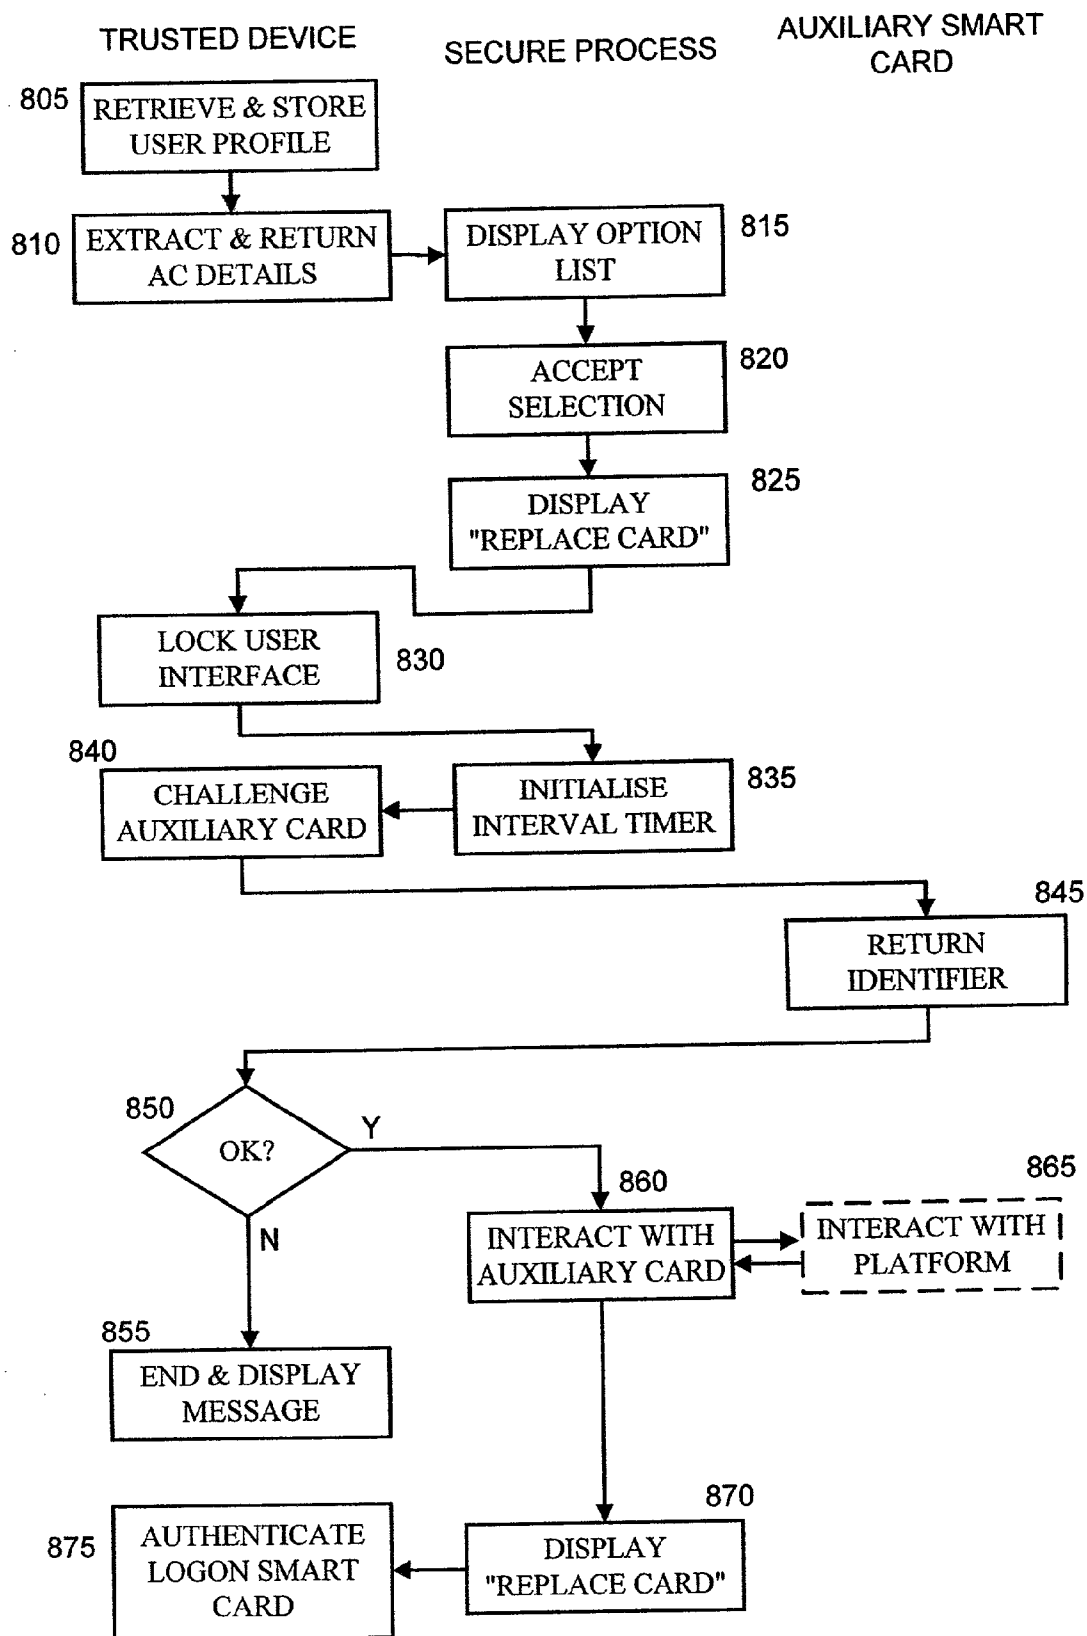 TRUSTED DEVICE
SECURE PROCESS
AUXILIARY SMART
CARD
805
RETRIEVE & STORE
USER PROFILE
810
EXTRACT & RETURN
AC DETAILS
DISPLAY OPTION
LIST
815
ACCEPT
SELECTION
820
DISPLAY
"REPLACE CARD"
825
LOCK USER
INTERFACE
830
840
CHALLENGE
AUXILIARY CARD
INITIALISE
INTERVAL TIMER
835
845
RETURN
IDENTIFIER
850
OK?
Y
N
860
INTERACT WITH
AUXILIARY CARD
865
INTERACT WITH
PLATFORM
855
END & DISPLAY
MESSAGE
870
DISPLAY
"REPLACE CARD"
875
AUTHENTICATE
LOGON SMART
CARD